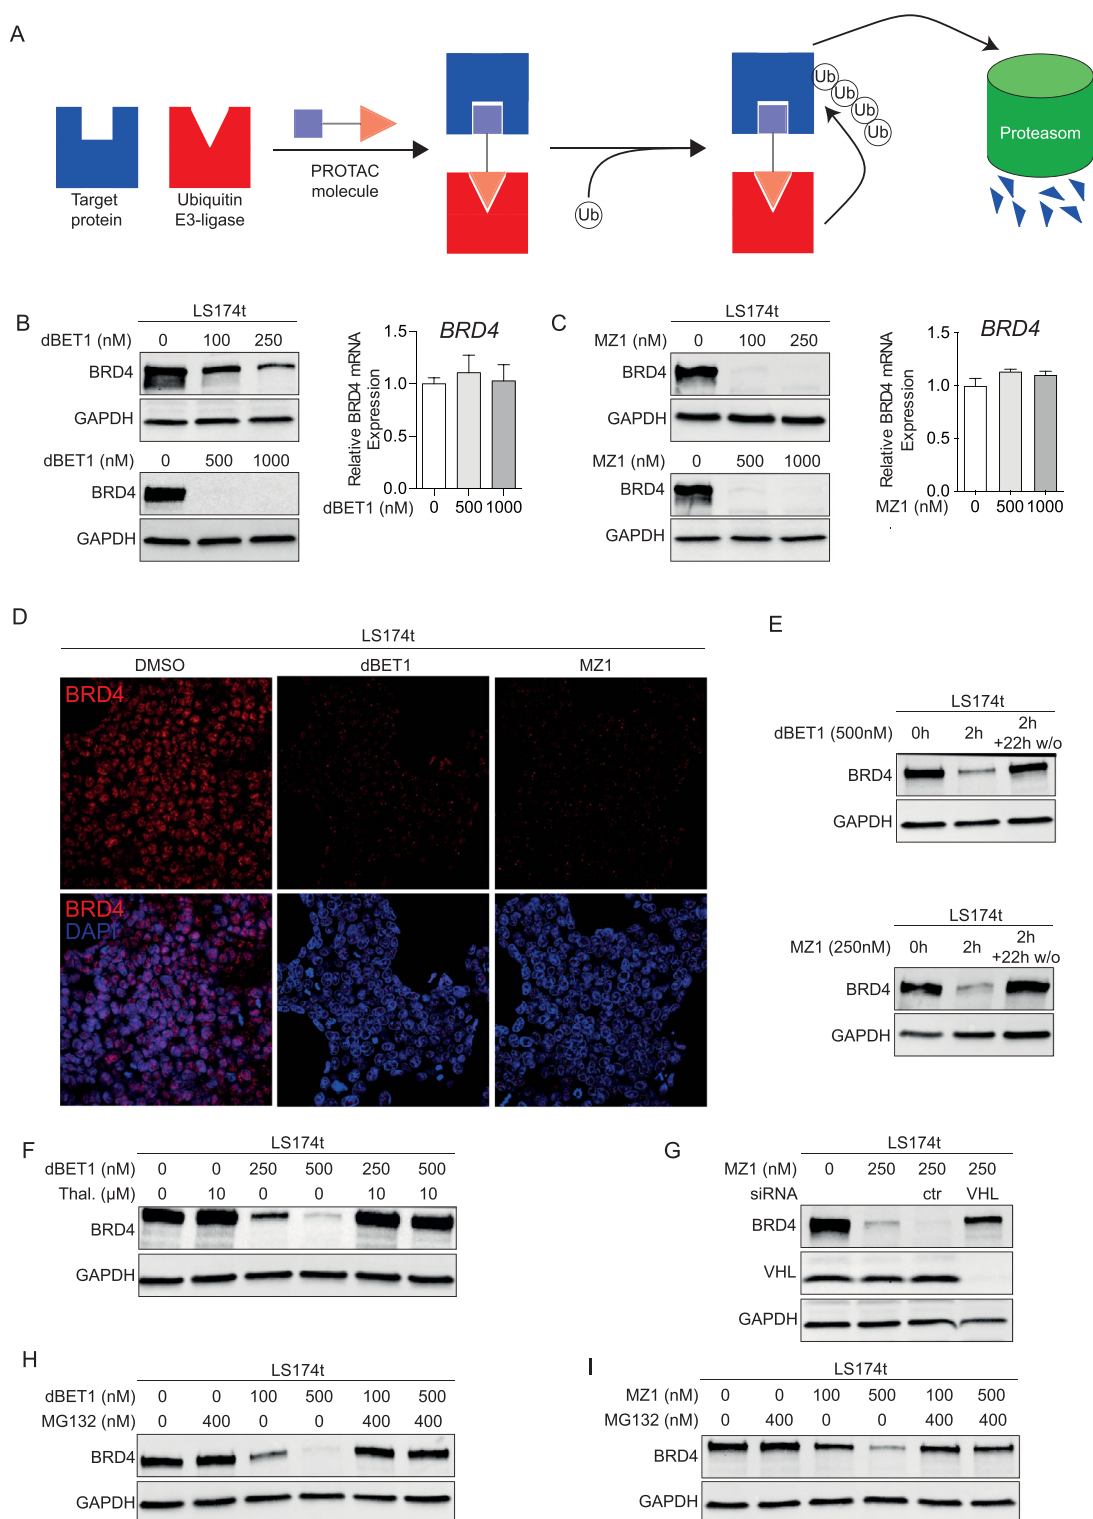 A
Target
protein
Ubiquitin
E3-ligase
PROTAC
molecule
Ub
Ub
Ub
Ub
Ub
Proteasom
B
LS174t
dBET1 (nM) 0 100 250
BRD4
GAPDH
dBET1 (nM) 0 500 1000
BRD4
GAPDH
BRD4
Relative BRD4 mRNA
Expression
1.5
1.0
0.5
0.0
0 500 1000
dBET1 (nM)
C
LS174t
MZ1 (nM) 0 100 250
BRD4
GAPDH
MZ1 (nM) 0 500 1000
BRD4
GAPDH
BRD4
Relative BRD4 mRNA
Expression
1.5
1.0
0.5
0.0
MZ1 (nM) 0 500 1000
D
LS174t
DMSO dBET1 MZ1
BRD4
BRD4
DAPI
E
LS174t
dBET1 (500nM) 0h 2h 2h
+22h w/o
BRD4
GAPDH
LS174t
MZ1 (250nM) 0h 2h 2h
+22h w/o
BRD4
GAPDH
F
LS174t
dBET1 (nM) 0 0 250 500 250 500
Thal. (µM) 0 10 0 0 10 10
BRD4
GAPDH
G
LS174t
MZ1 (nM) 0 250 250 250
siRNA ctr VHL
BRD4
VHL
GAPDH
H
LS174t
dBET1 (nM) 0 0 100 500 100 500
MG132 (nM) 0 400 0 0 400 400
BRD4
GAPDH
I
LS174t
MZ1 (nM) 0 0 100 500 100 500
MG132 (nM) 0 400 0 0 400 400
BRD4
GAPDH